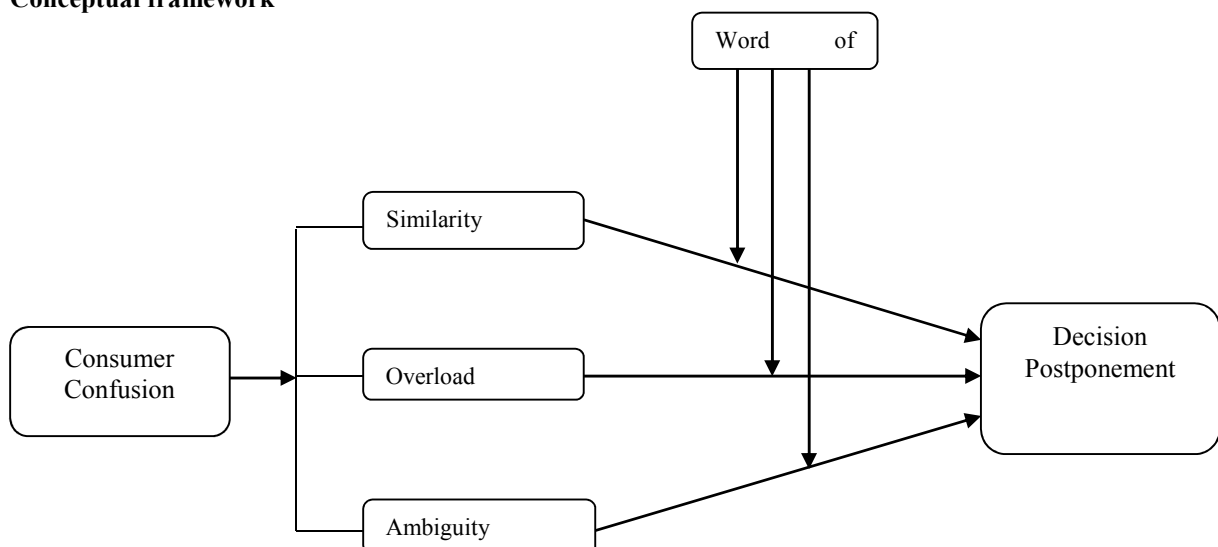 Conceptual framework
Word of
Similarity
Consumer
Confusion
Overload
Decision
Postponement
Ambiguity